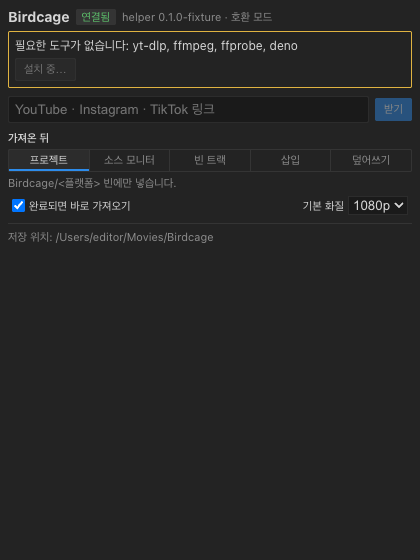 Birdcage 연결됨 helper 0.1.0-fixture · 호환 모드
필요한 도구가 없습니다: yt-dlp, ffmpeg, ffprobe, deno
설치 중...
YouTube · Instagram · TikTok 링크 받기
가져온 뒤
프로젝트 소스 모니터 빈 트랙 삽입 덮어쓰기
Birdcage/<플랫폼> 빈에만 넣습니다.
완료되면 바로 가져오기 기본 화질 1080p
저장 위치: /Users/editor/Movies/Birdcage